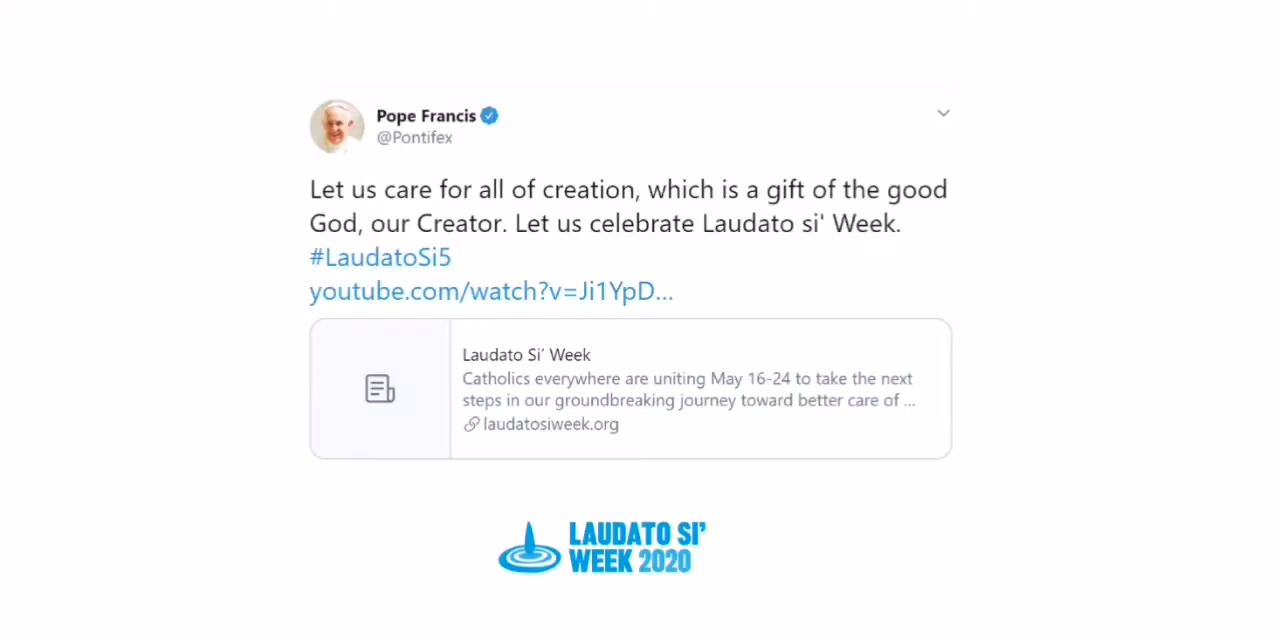 Pope Francis
@Pontifex
Let us care for all of creation, which is a gift of the good
God, our Creator. Let us celebrate Laudato si' Week.
#LaudatoSi5
youtube.com/watch?v=Ji1YpD...
Laudato Si’ Week
Catholics everywhere are uniting May 16-24 to take the next
steps in our groundbreaking journey toward better care of ...
laudatosiweek.org
LAUDATO SI’
WEEK 2020